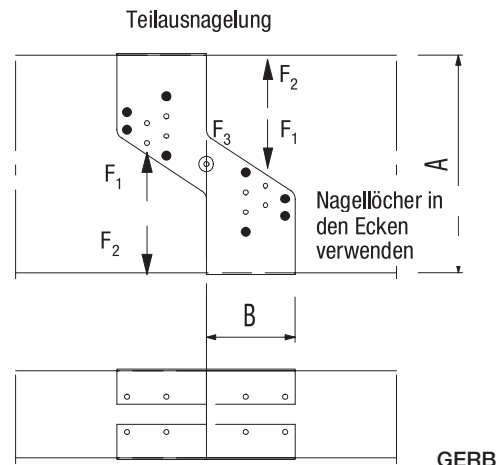 Teilausnagelung
F2
F3
F1
F1
A
Nagellöcher in
den Ecken
verwenden
F2
B
GERB